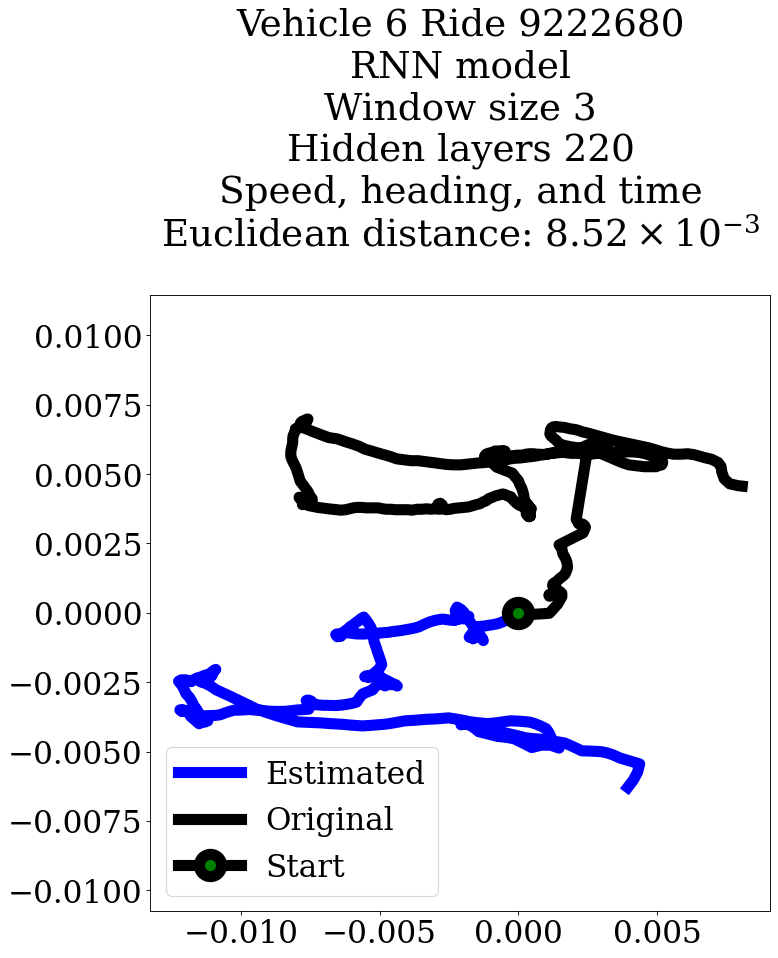 Vehicle 6 Ride 9222680
RNN model
Window size 3
Hidden layers 220
Speed, heading, and time
Euclidean distance: 8.52 × 10⁻³
0.0100
0.0075
0.0050
0.0025
0.0000
−0.0025
−0.0050
−0.0075
−0.0100
Estimated
Original
Start
−0.010 −0.005 0.000 0.005